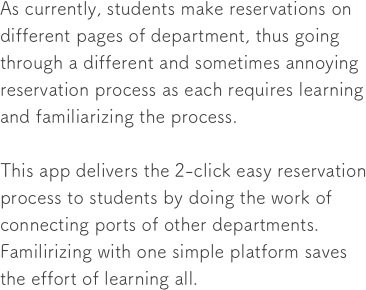 As currently, students make reservations on
different pages of department, thus going
through a different and sometimes annoying
reservation process as each requires learning
and familiarizing the process.
This app delivers the 2-click easy reservation
process to students by doing the work of
connecting ports of other departments.
Familirizing with one simple platform saves
the effort of learning all.